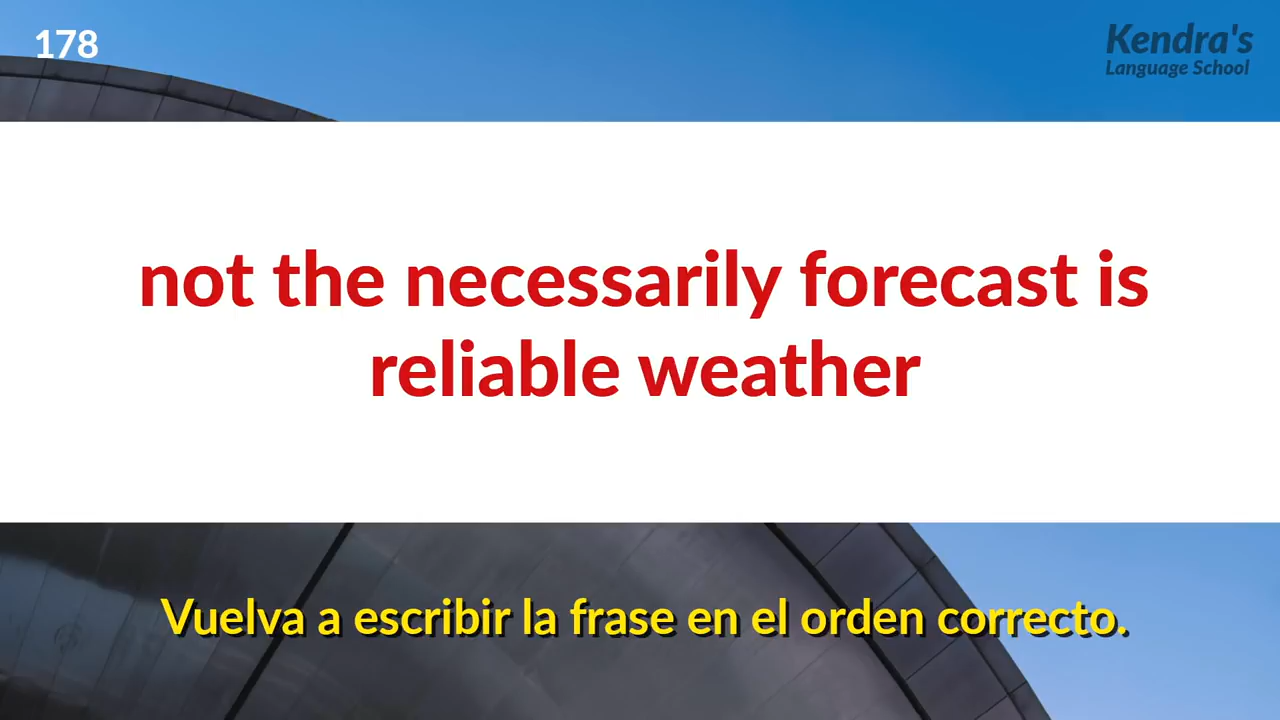 178
Kendra's
Language School
not the necessarily forecast is
reliable weather
Vuelva a escribir la frase en el orden correcto.